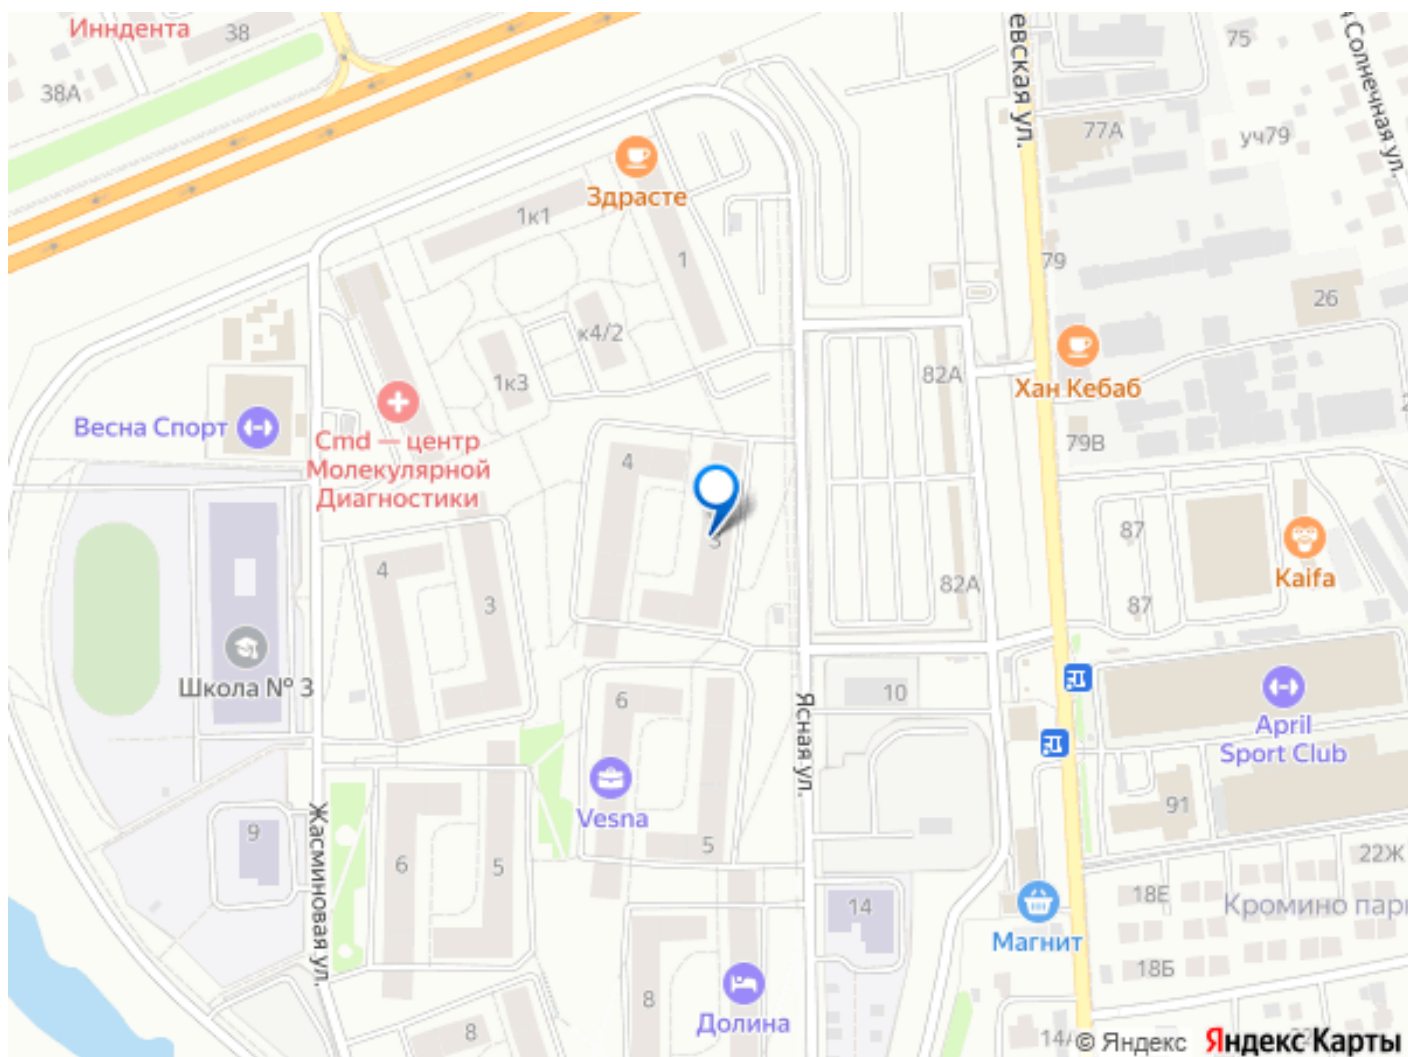 Инндента
38
38А
евская ул.
75
Солнечная ул.
77А
уч79
Здрасте
1к1
1
79
26
к4/2
1к3
82А
Хан Кебаб
79В
Весна Спорт
Cmd — центр
Молекулярной
Диагностики
4
3
87
Kaifa
4
3
82А
87
Школа № 3
6
10
Ясная ул.
April
Sport Club
Vesna
9
Жасминовая ул.
91
5
22Ж
6
5
18Е
Кромино парк
14
Магнит
18Б
8
Долина
8
14А
© Яндекс Яндекс Карты